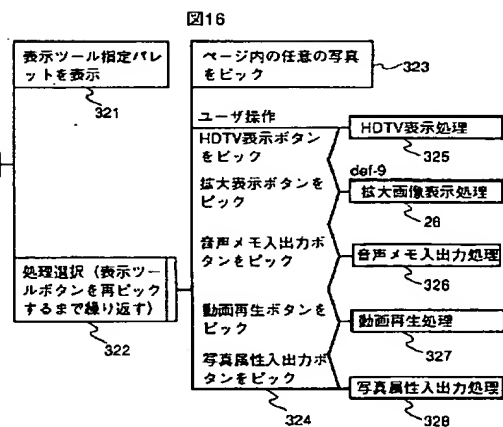 図16
表示ツール指定パレ
ットを表示
321
処理選択(表示ツー
ルボタンを再ピック
するまで繰り返す)
322
ページ内の任意の写真
をピック
323
ユーザ操作
HDTV表示ボタン
をピック
拡大表示ボタンを
ピック
音声メモ入出力ボ
タンをピック
動画再生ボタンを
ピック
写真属性入出力ボ
タンをピック
324
HDTV表示処理
325
def-9
拡大画像表示処理
28
音声メモ入出力処理
326
動画再生処理
327
写真属性入出力処理
328